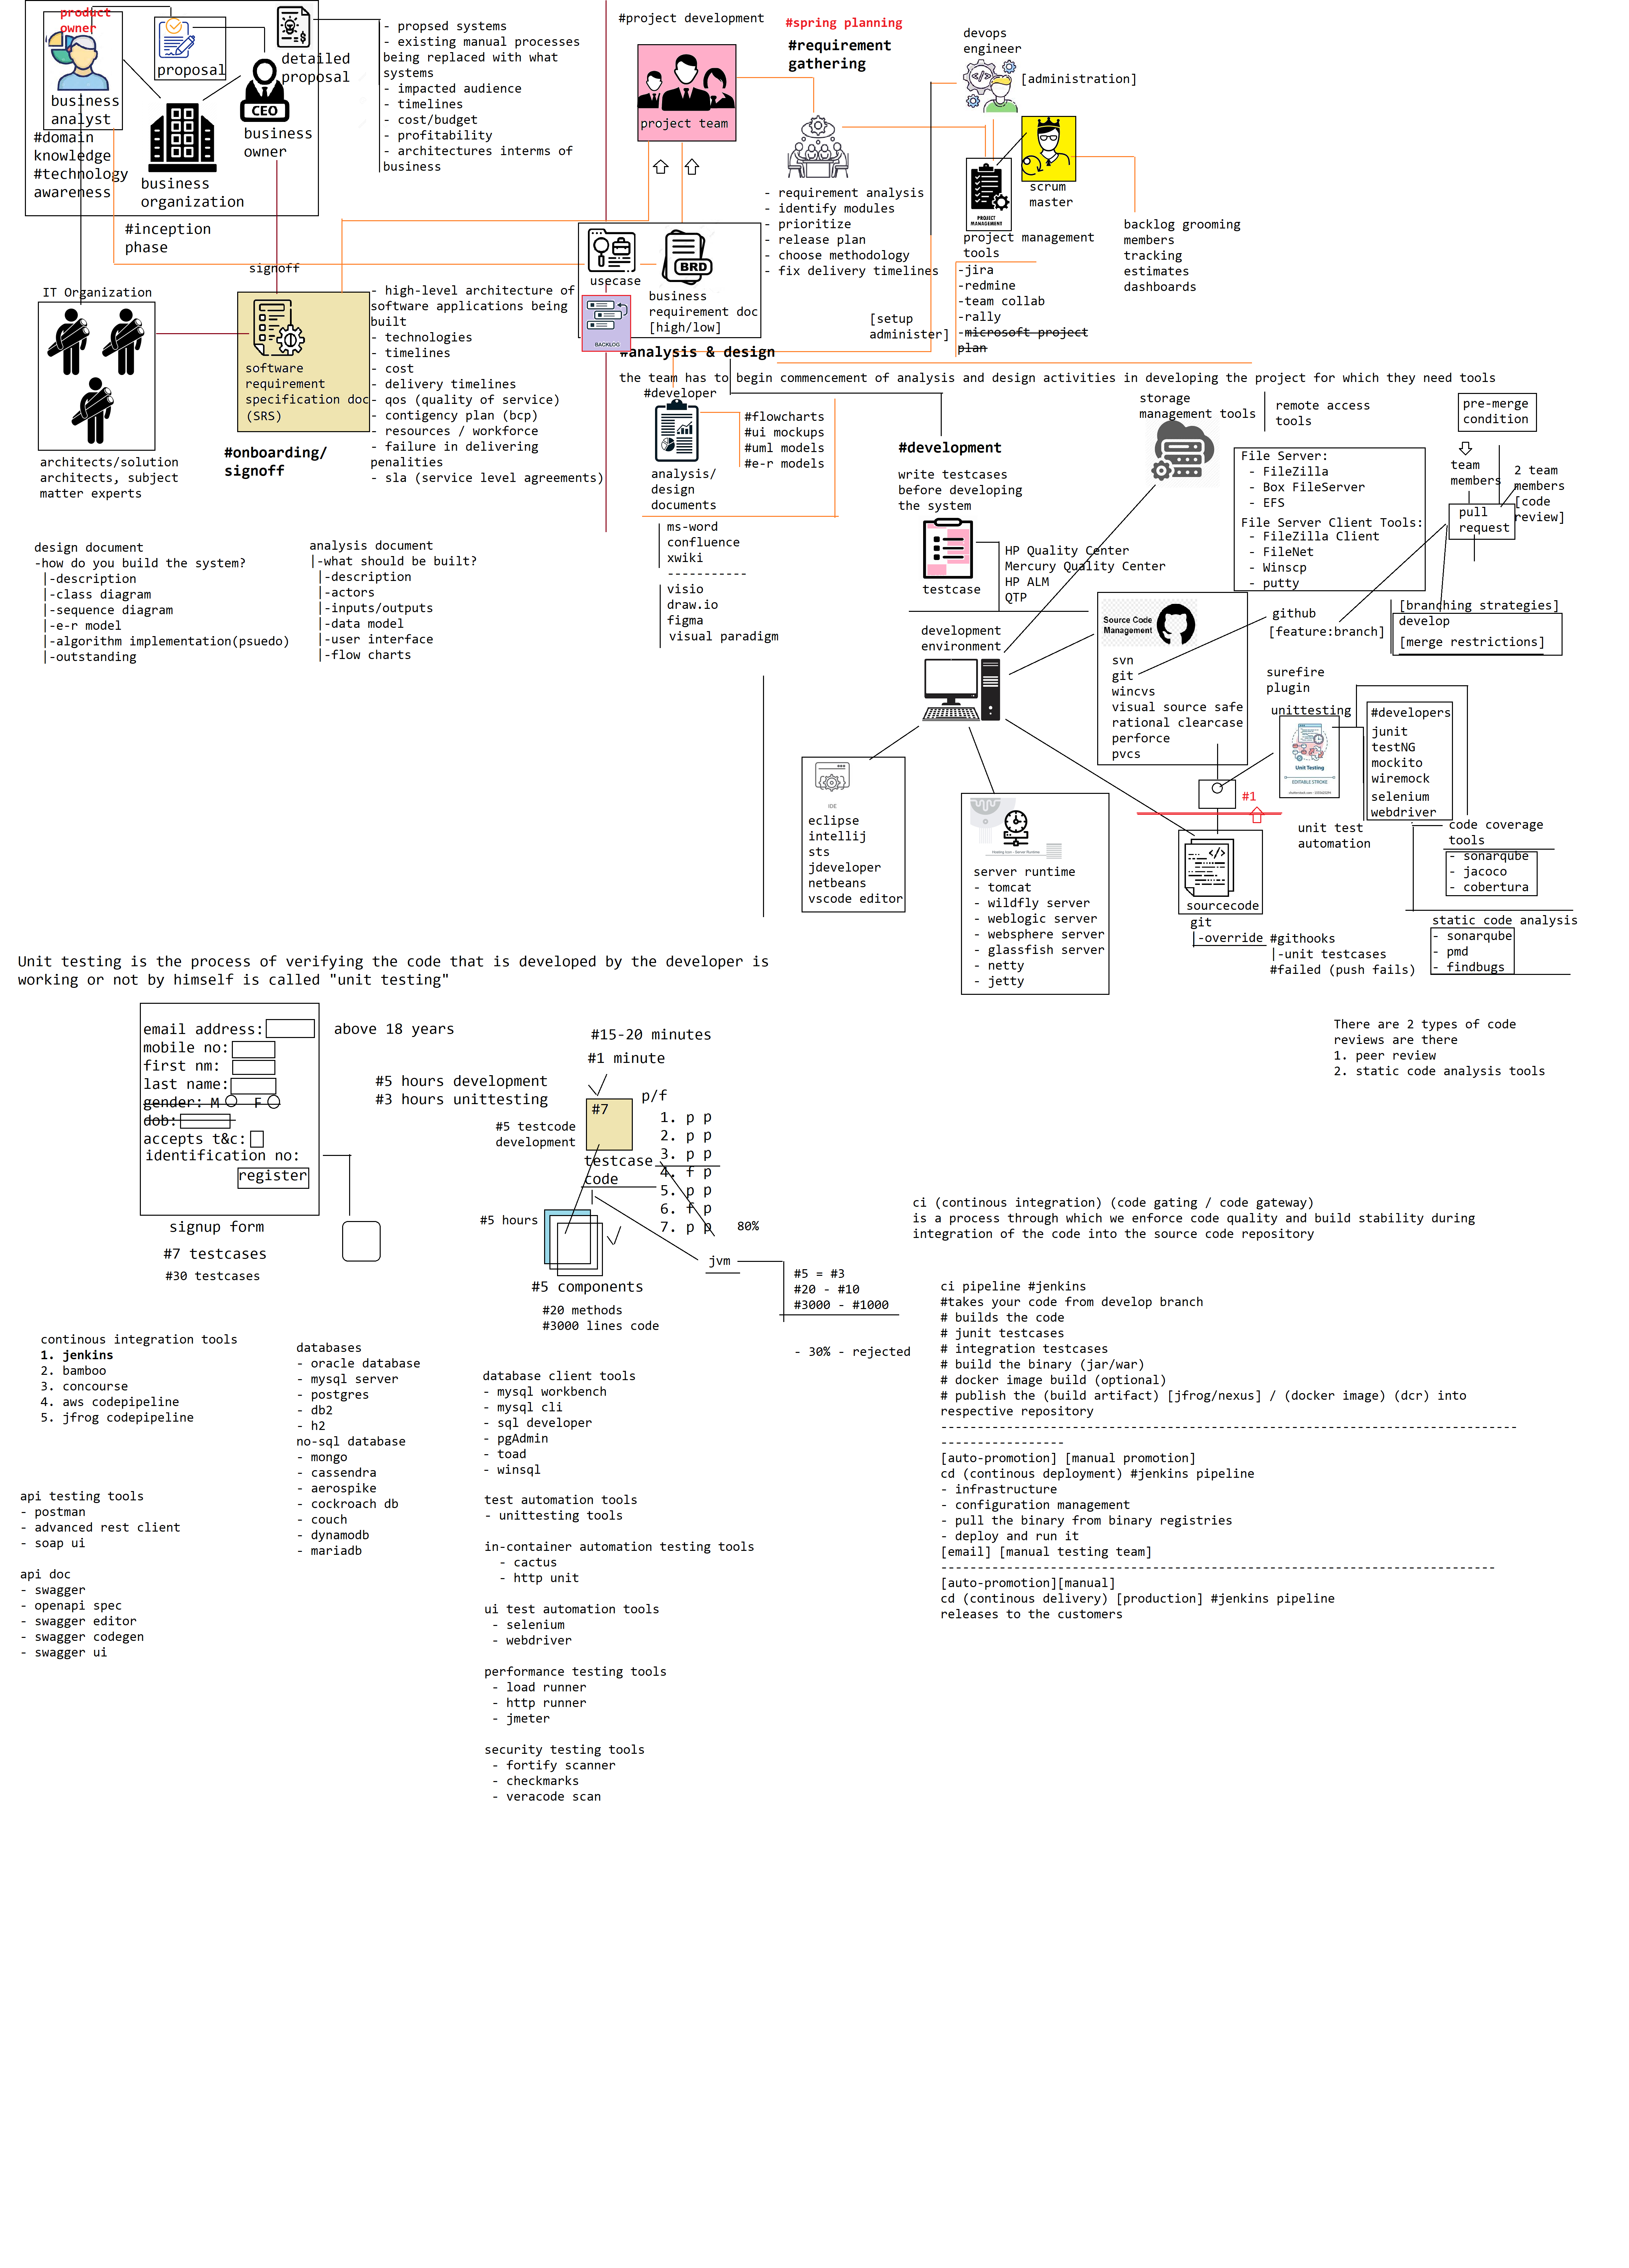 product
owner
proposal
detailed
proposal
business
analyst
CEO
business
owner
#domain
knowledge
#technology
awareness
business
organization
#inception
phase
- propsed systems
- existing manual processes
being replaced with what
systems
- impacted audience
- timelines
- cost/budget
- profitability
- architectures interms of
business
signoff
IT Organization
architects/solution
architects, subject
matter experts
software
requirement
specification doc
(SRS)
#onboarding/
signoff
- high-level architecture of
software applications being
built
- technologies
- timelines
- cost
- delivery timelines
- qos (quality of service)
- contigency plan (bcp)
- resources / workforce
- failure in delivering
penalities
- sla (service level agreements)
design document
-how do you build the system?
|-description
|-class diagram
|-sequence diagram
|-e-r model
|-algorithm implementation(psuedo)
|-outstanding
analysis document
|-what should be built?
|-description
|-actors
|-inputs/outputs
|-data model
|-user interface
|-flow charts
#project development
project team
#spring planning
#requirement
gathering
- requirement analysis
- identify modules
- prioritize
- release plan
- choose methodology
- fix delivery timelines
usecase
BRD
BACKLOG
business
requirement doc
[high/low]
devops
engineer
[administration]
scrum
master
PROJECT
MANAGEMENT
project management
tools
-jira
-redmine
-team collab
-rally
-microsoft project
plan
[setup
administer]
backlog grooming
members
tracking
estimates
dashboards
#analysis & design
the team has to begin commencement of analysis and design activities in developing the project for which they need tools
#developer
#flowcharts
#ui mockups
#uml models
#e-r models
analysis/
design
documents
ms-word
confluence
xwiki
-----------
visio
draw.io
figma
visual paradigm
#development
write testcases
before developing
the system
testcase
HP Quality Center
Mercury Quality Center
HP ALM
QTP
development
environment
storage
management tools
remote access
tools
File Server:
- FileZilla
- Box FileServer
- EFS
File Server Client Tools:
- FileZilla Client
- FileNet
- Winscp
- putty
pre-merge
condition
team
members
2 team
members
[code
review]
pull
request
Source Code
Management
svn
git
wincvs
visual source safe
rational clearcase
perforce
pvcs
github
[feature:branch]
[branching strategies]
develop
[merge restrictions]
surefire
plugin
unittesting
Unit Testing
EDITABLE STROKE
#developers
junit
testNG
mockito
wiremock
selenium
webdriver
#1
unit test
automation
code coverage
tools
- sonarqube
- jacoco
- cobertura
static code analysis
- sonarqube
- pmd
- findbugs
IDE
eclipse
intellij
sts
jdeveloper
netbeans
vscode editor
server runtime
- tomcat
- wildfly server
- weblogic server
- websphere server
- glassfish server
- netty
- jetty
sourcecode
git
|-override
#githooks
|-unit testcases
#failed (push fails)
Unit testing is the process of verifying the code that is developed by the developer is
working or not by himself is called "unit testing"
email address:
mobile no:
first nm:
last name:
gender: M F
dob:
accepts t&c:
identification no:
register
signup form
#7 testcases
#30 testcases
above 18 years
#5 hours development
#3 hours unittesting
#15-20 minutes
#1 minute
#7
p/f
#5 testcode
development
testcase
code
1. p p
2. p p
3. p p
4. f p
5. p p
6. f p
7. p p
80%
#5 hours
#5 components
#20 methods
#3000 lines code
jvm
#5 = #3
#20 - #10
#3000 - #1000
- 30% - rejected
There are 2 types of code
reviews are there
1. peer review
2. static code analysis tools
ci (continous integration) (code gating / code gateway)
is a process through which we enforce code quality and build stability during
integration of the code into the source code repository
ci pipeline #jenkins
#takes your code from develop branch
# builds the code
# junit testcases
# integration testcases
# build the binary (jar/war)
# docker image build (optional)
# publish the (build artifact) [jfrog/nexus] / (docker image) (dcr) into
respective repository
[auto-promotion] [manual promotion]
cd (continous deployment) #jenkins pipeline
- infrastructure
- configuration management
- pull the binary from binary registries
- deploy and run it
[email] [manual testing team]
[auto-promotion][manual]
cd (continous delivery) [production] #jenkins pipeline
releases to the customers
continous integration tools
1. jenkins
2. bamboo
3. concourse
4. aws codepipeline
5. jfrog codepipeline
databases
- oracle database
- mysql server
- postgres
- db2
- h2
no-sql database
- mongo
- cassendra
- aerospike
- cockroach db
- couch
- dynamodb
- mariadb
api testing tools
- postman
- advanced rest client
- soap ui
api doc
- swagger
- openapi spec
- swagger editor
- swagger codegen
- swagger ui
database client tools
- mysql workbench
- mysql cli
- sql developer
- pgAdmin
- toad
- winsql
test automation tools
- unittesting tools
in-container automation testing tools
- cactus
- http unit
ui test automation tools
- selenium
- webdriver
performance testing tools
- load runner
- http runner
- jmeter
security testing tools
- fortify scanner
- checkmarks
- veracode scan